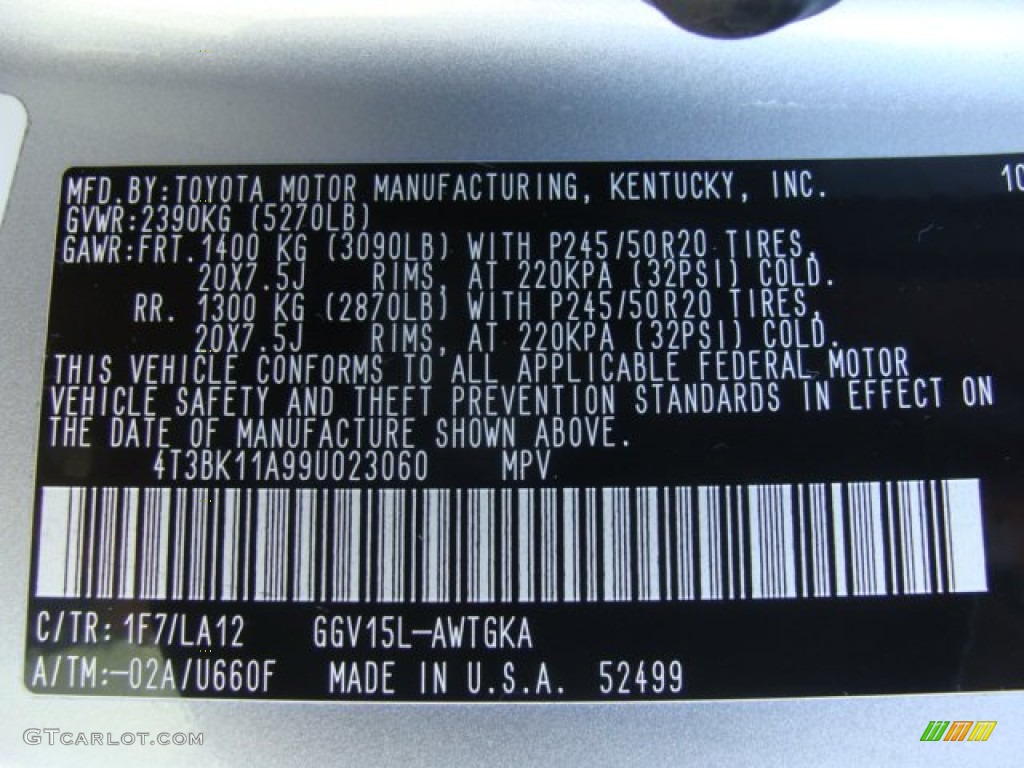 MFD.BY:TOYOTA MOTOR MANUFACTURING, KENTUCKY, INC. 10
GVWR:2390KG (5270LB)
GAWR:FRT.1400 KG (3090LB) WITH P245/50R20 TIRES,
20X7.5J RIMS, AT 220KPA (32PSI) COLD.
RR. 1300 KG (2870LB) WITH P245/50R20 TIRES,
20X7.5J RIMS, AT 220KPA (32PSI) COLD.
THIS VEHICLE CONFORMS TO ALL APPLICABLE FEDERAL MOTOR
VEHICLE SAFETY AND THEFT PREVENTION STANDARDS IN EFFECT ON
THE DATE OF MANUFACTURE SHOWN ABOVE.
4T3BK11A99U023060 MPV
C/TR: 1F7/LA12 GGV15L-AWTGKA
A/TM:-02A/U660F MADE IN U.S.A. 52499
GTCARLOT.COM